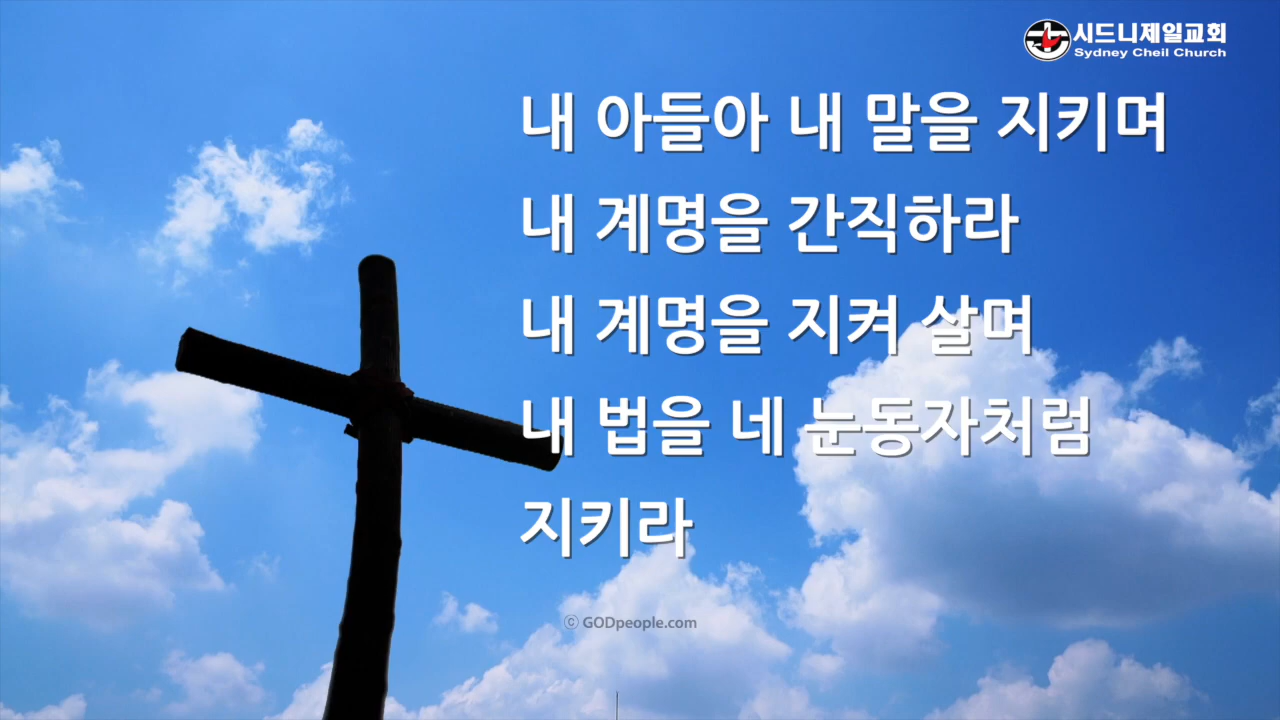 시드니제일교회
Sydney Cheil Church
내 아들아 내 말을 지키며
내 계명을 간직하라
내 계명을 지켜 살며
내 법을 네 눈동자처럼
지키라
ⓒ GODpeople.com